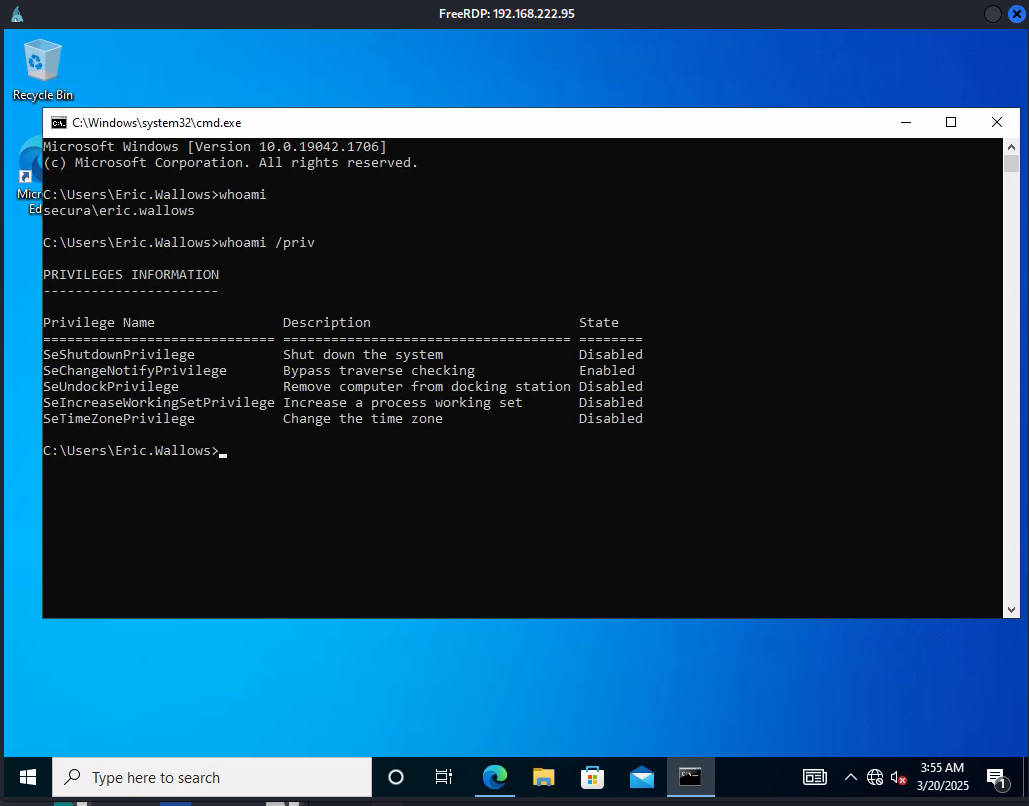 FreeRDP: 192.168.222.95
Recycle Bin
C:\Windows\system32\cmd.exe
Microsoft Windows [Version 10.0.19042.1706]
(c) Microsoft Corporation. All rights reserved.
Micr
Ed
C:\Users\Eric.Wallows>whoami
secura\eric.wallows
C:\Users\Eric.Wallows>whoami /priv
PRIVILEGES INFORMATION
----------------------
Privilege Name Description State
============================= ==================================== ========
SeShutdownPrivilege Shut down the system Disabled
SeChangeNotifyPrivilege Bypass traverse checking Enabled
SeUndockPrivilege Remove computer from docking station Disabled
SeIncreaseWorkingSetPrivilege Increase a process working set Disabled
SeTimeZonePrivilege Change the time zone Disabled
C:\Users\Eric.Wallows>
Type here to search
3:55 AM
3/20/2025
1